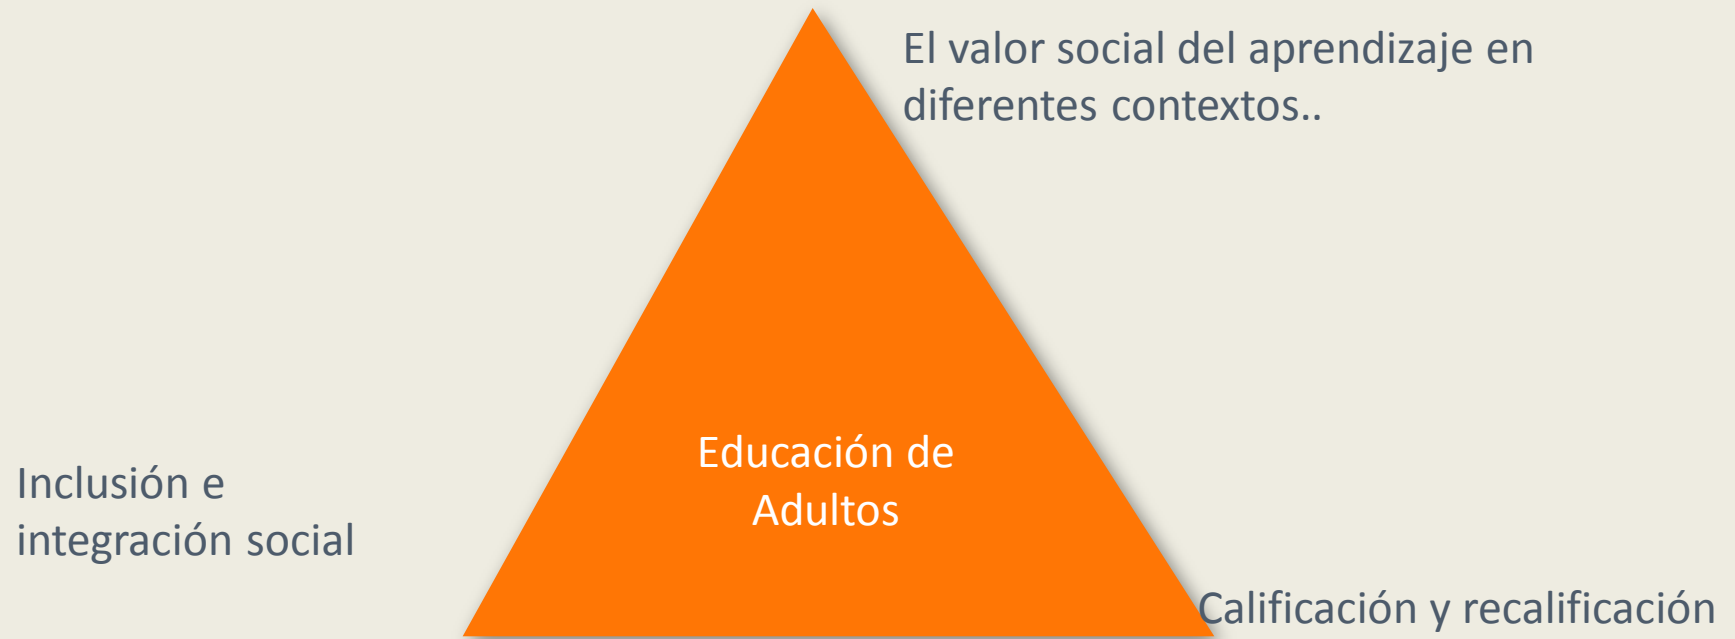 El valor social del aprendizaje en
diferentes contextos..
Educación de
Adultos
Inclusión e
integración social
Calificación y recalificación